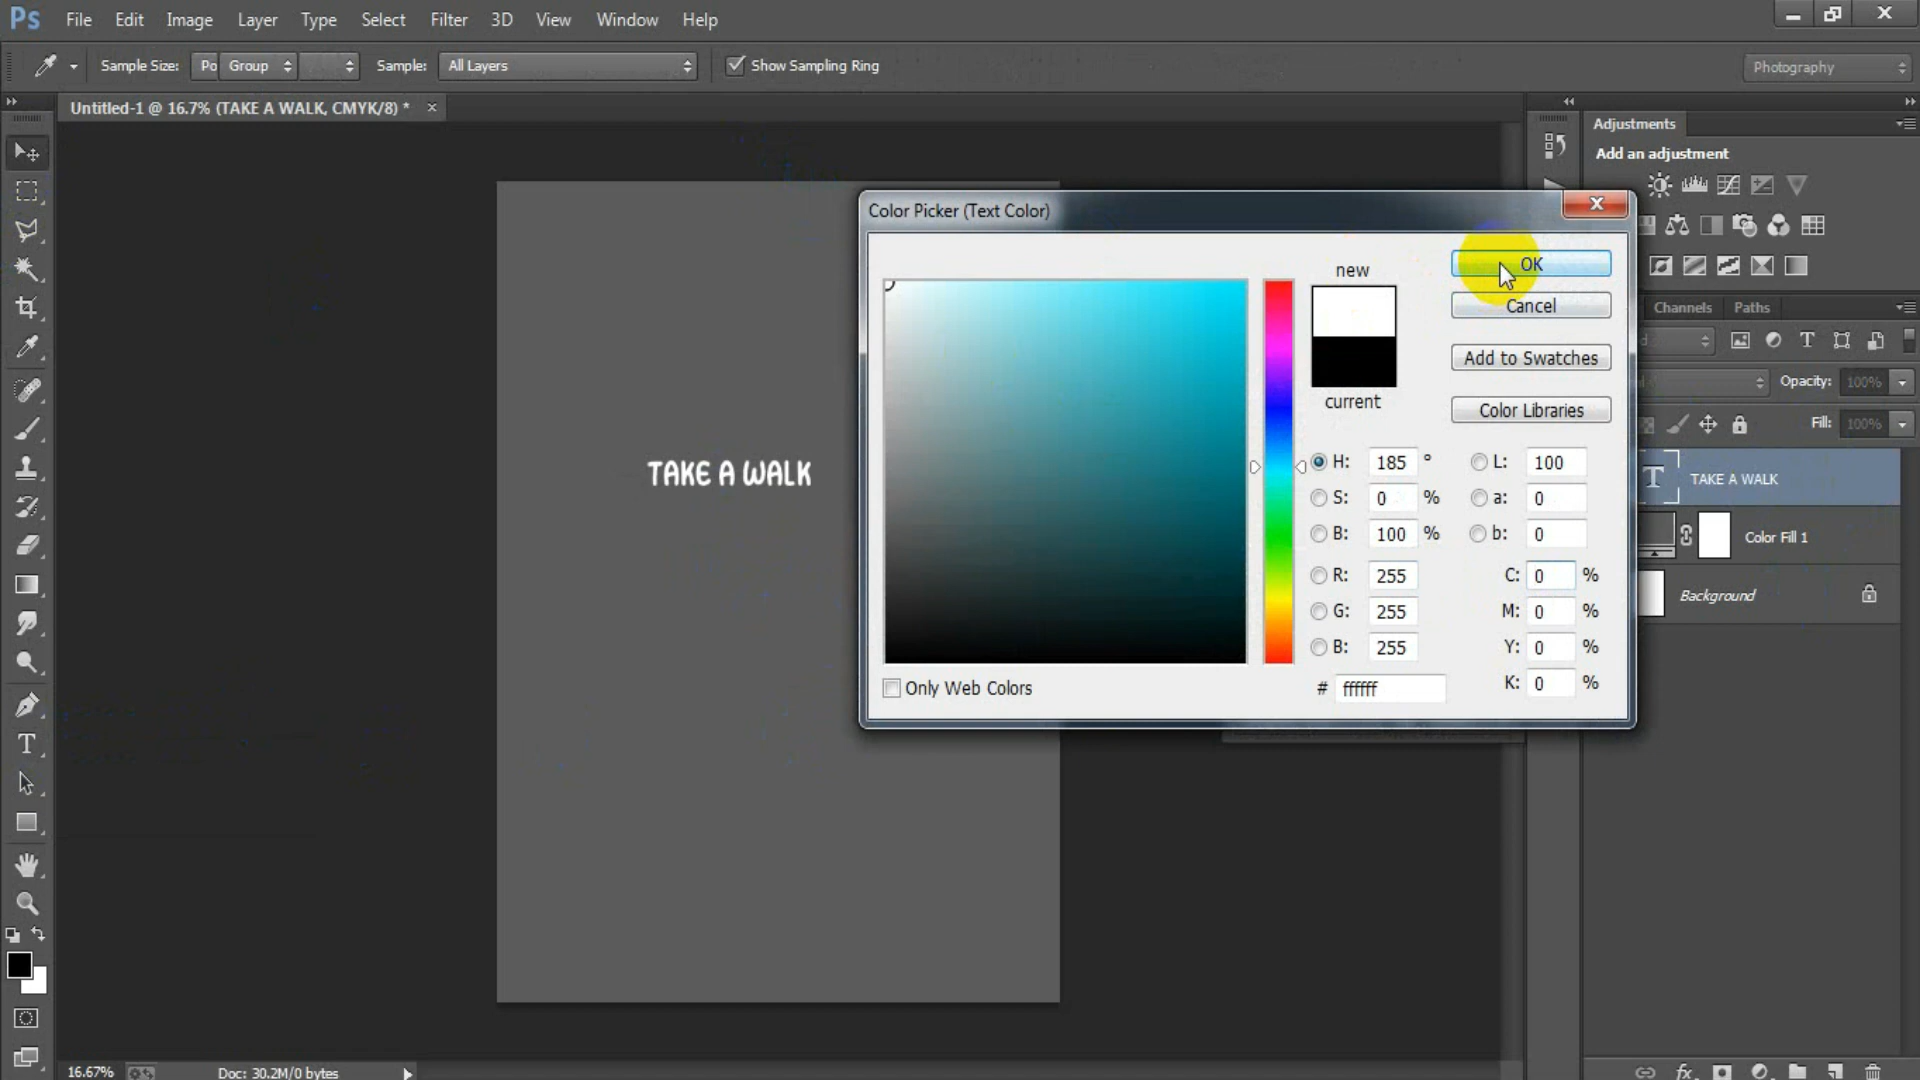 Ps File Edit Image Layer Type Select Filter 3D View Window Help
Sample Size: Po Group Sample: All Layers Show Sampling Ring Photography
Untitled-1 @ 16.7% (TAKE A WALK, CMYK/8) * ×
Adjustments
Add an adjustment
Color Picker (Text Color)
new
OK
Cancel
Add to Swatches
current
Color Libraries
Channels Paths
Opacity: 100%
Fill: 100%
H: 185 ° L: 100
S: 0 % a: 0
B: 100 % b: 0
R: 255 C: 0 %
G: 255 M: 0 %
B: 255 Y: 0 %
Only Web Colors # ffffff K: 0 %
TAKE A WALK
TAKE A WALK
Color Fill 1
Background
16.67% Doc: 30.2M/0 bytes